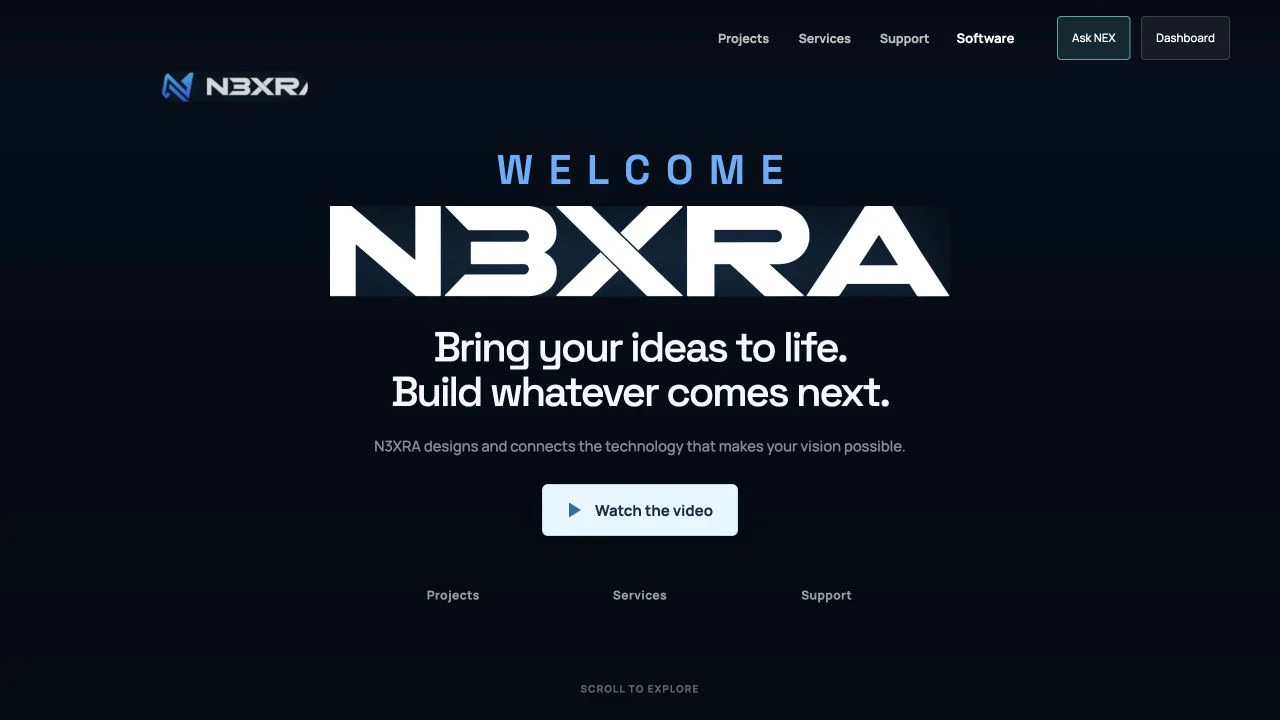 Projects Services Support Software Ask NEX Dashboard
N3XRA
WELCOME
N3XRA
Bring your ideas to life.
Build whatever comes next.
N3XRA designs and connects the technology that makes your vision possible.
Watch the video
Projects Services Support
SCROLL TO EXPLORE